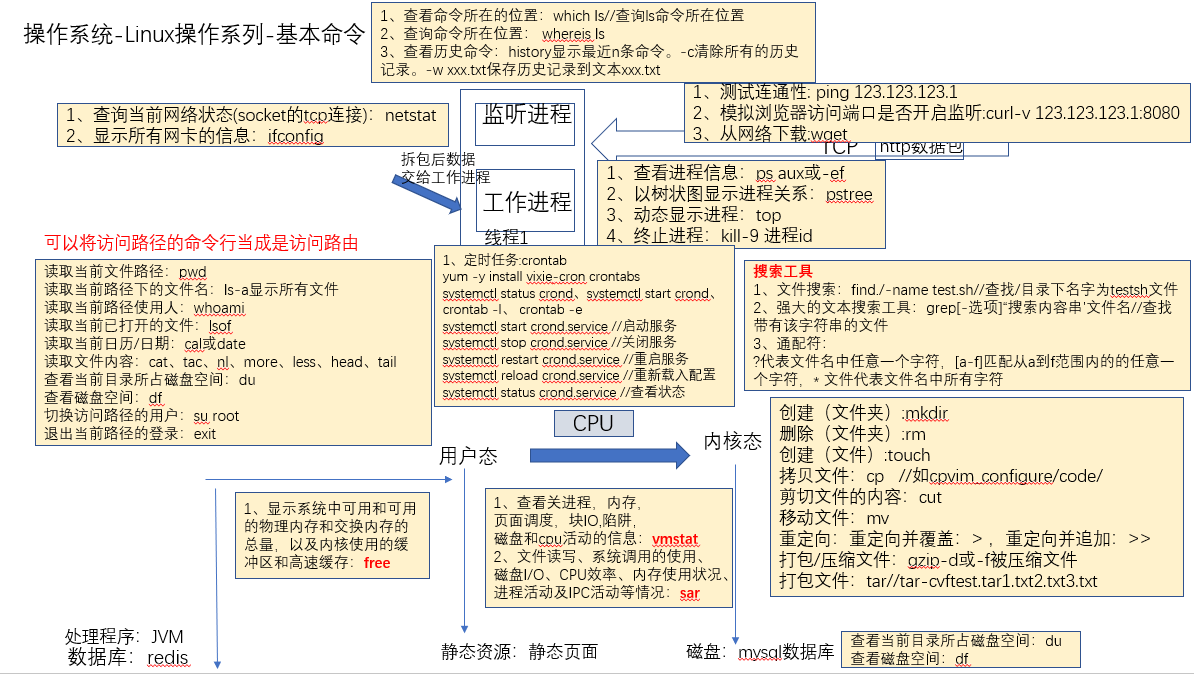 操作系统-Linux操作系列-基本命令
1、查看命令所在的位置：which ls//查询ls命令所在位置
2、查询命令所在位置： whereis ls
3、查看历史命令：history显示最近n条命令。-c清除所有的历史
记录。-w xxx.txt保存历史记录到文本xxx.txt
1、查询当前网络状态(socket的tcp连接)：netstat
2、显示所有网卡的信息：ifconfig
监听进程
1、测试连通性: ping 123.123.123.1
2、模拟浏览器访问端口是否开启监听:curl-v 123.123.123.1:8080
3、从网络下载:wget
TCP
http数据包
拆包后数据
交给工作进程
工作进程
线程1
1、查看进程信息：ps aux或-ef
2、以树状图显示进程关系：pstree
3、动态显示进程：top
4、终止进程：kill-9 进程id
可以将访问路径的命令行当成是访问路由
读取当前文件路径：pwd
读取当前路径下的文件名：ls-a显示所有文件
读取当前路径使用人：whoami
读取当前已打开的文件：lsof
读取当前日历/日期：cal或date
读取文件内容：cat、tac、nl、more、less、head、tail
查看当前目录所占磁盘空间：du
查看磁盘空间：df
切换访问路径的用户：su root
退出当前路径的登录：exit
1、定时任务:crontab
yum -y install vixie-cron crontabs
systemctl status crond、systemctl start crond、
crontab -l、 crontab -e
systemctl start crond.service //启动服务
systemctl stop crond.service //关闭服务
systemctl restart crond.service //重启服务
systemctl reload crond.service //重新载入配置
systemctl status crond.service //查看状态
搜索工具
1、文件搜索：find./-name test.sh//查找/目录下名字为testsh文件
2、强大的文本搜索工具：grep[-选项]“搜索内容串'文件名//查找
带有该字符串的文件
3、通配符:
?代表文件名中任意一个字符，[a-f]匹配从a到f范围内的的任意一
个字符，* 文件代表文件名中所有字符
CPU
用户态
内核态
创建（文件夹）:mkdir
删除（文件夹）:rm
创建（文件）:touch
拷贝文件：cp //如cpvim_configure/code/
剪切文件的内容：cut
移动文件：mv
重定向：重定向并覆盖：> ，重定向并追加：>>
打包/压缩文件：gzip-d或-f被压缩文件
打包文件：tar//tar-cvftest.tar1.txt2.txt3.txt
1、显示系统中可用和可用
的物理内存和交换内存的
总量，以及内核使用的缓
冲区和高速缓存：free
1、查看关进程，内存，
页面调度，块IO,陷阱，
磁盘和cpu活动的信息：vmstat
2、文件读写、系统调用的使用、
磁盘I/O、CPU效率、内存使用状况、
进程活动及IPC活动等情况：sar
处理程序：JVM
数据库：redis
静态资源：静态页面
磁盘：mysql数据库
查看当前目录所占磁盘空间：du
查看磁盘空间：df